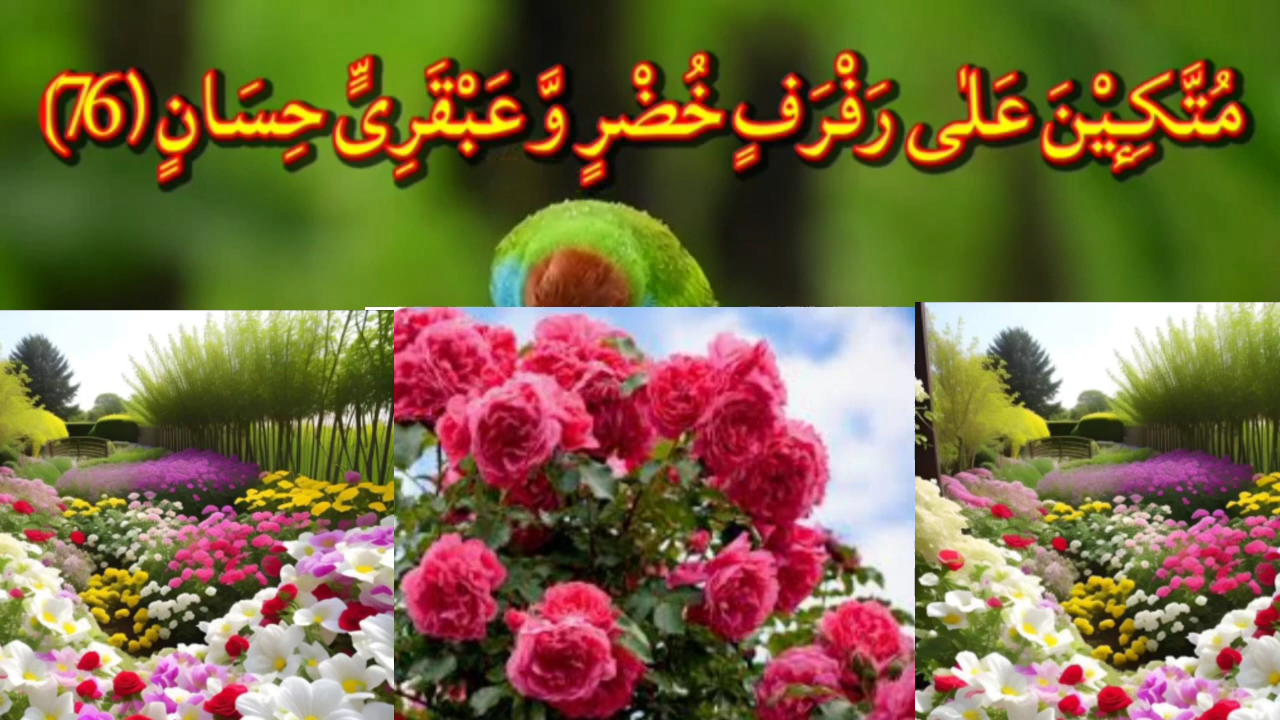 مُتَّكِـِٕیْنَ عَلٰى رَفْرَفٍ خُضْرٍ وَّ عَبْقَرِیٍّ حِسَانٍ (76)